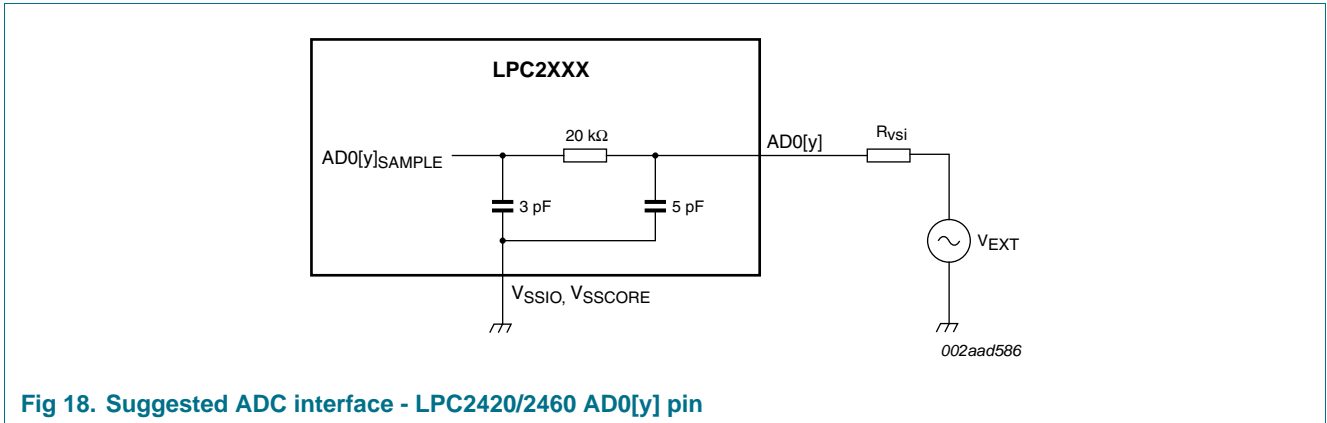 LPC2XXX
20 kΩ
AD0[y]SAMPLE
AD0[y]
Rvsi
3 pF
5 pF
VEXT
VSSIO, VSSCORE
002aad586
Fig 18. Suggested ADC interface - LPC2420/2460 AD0[y] pin